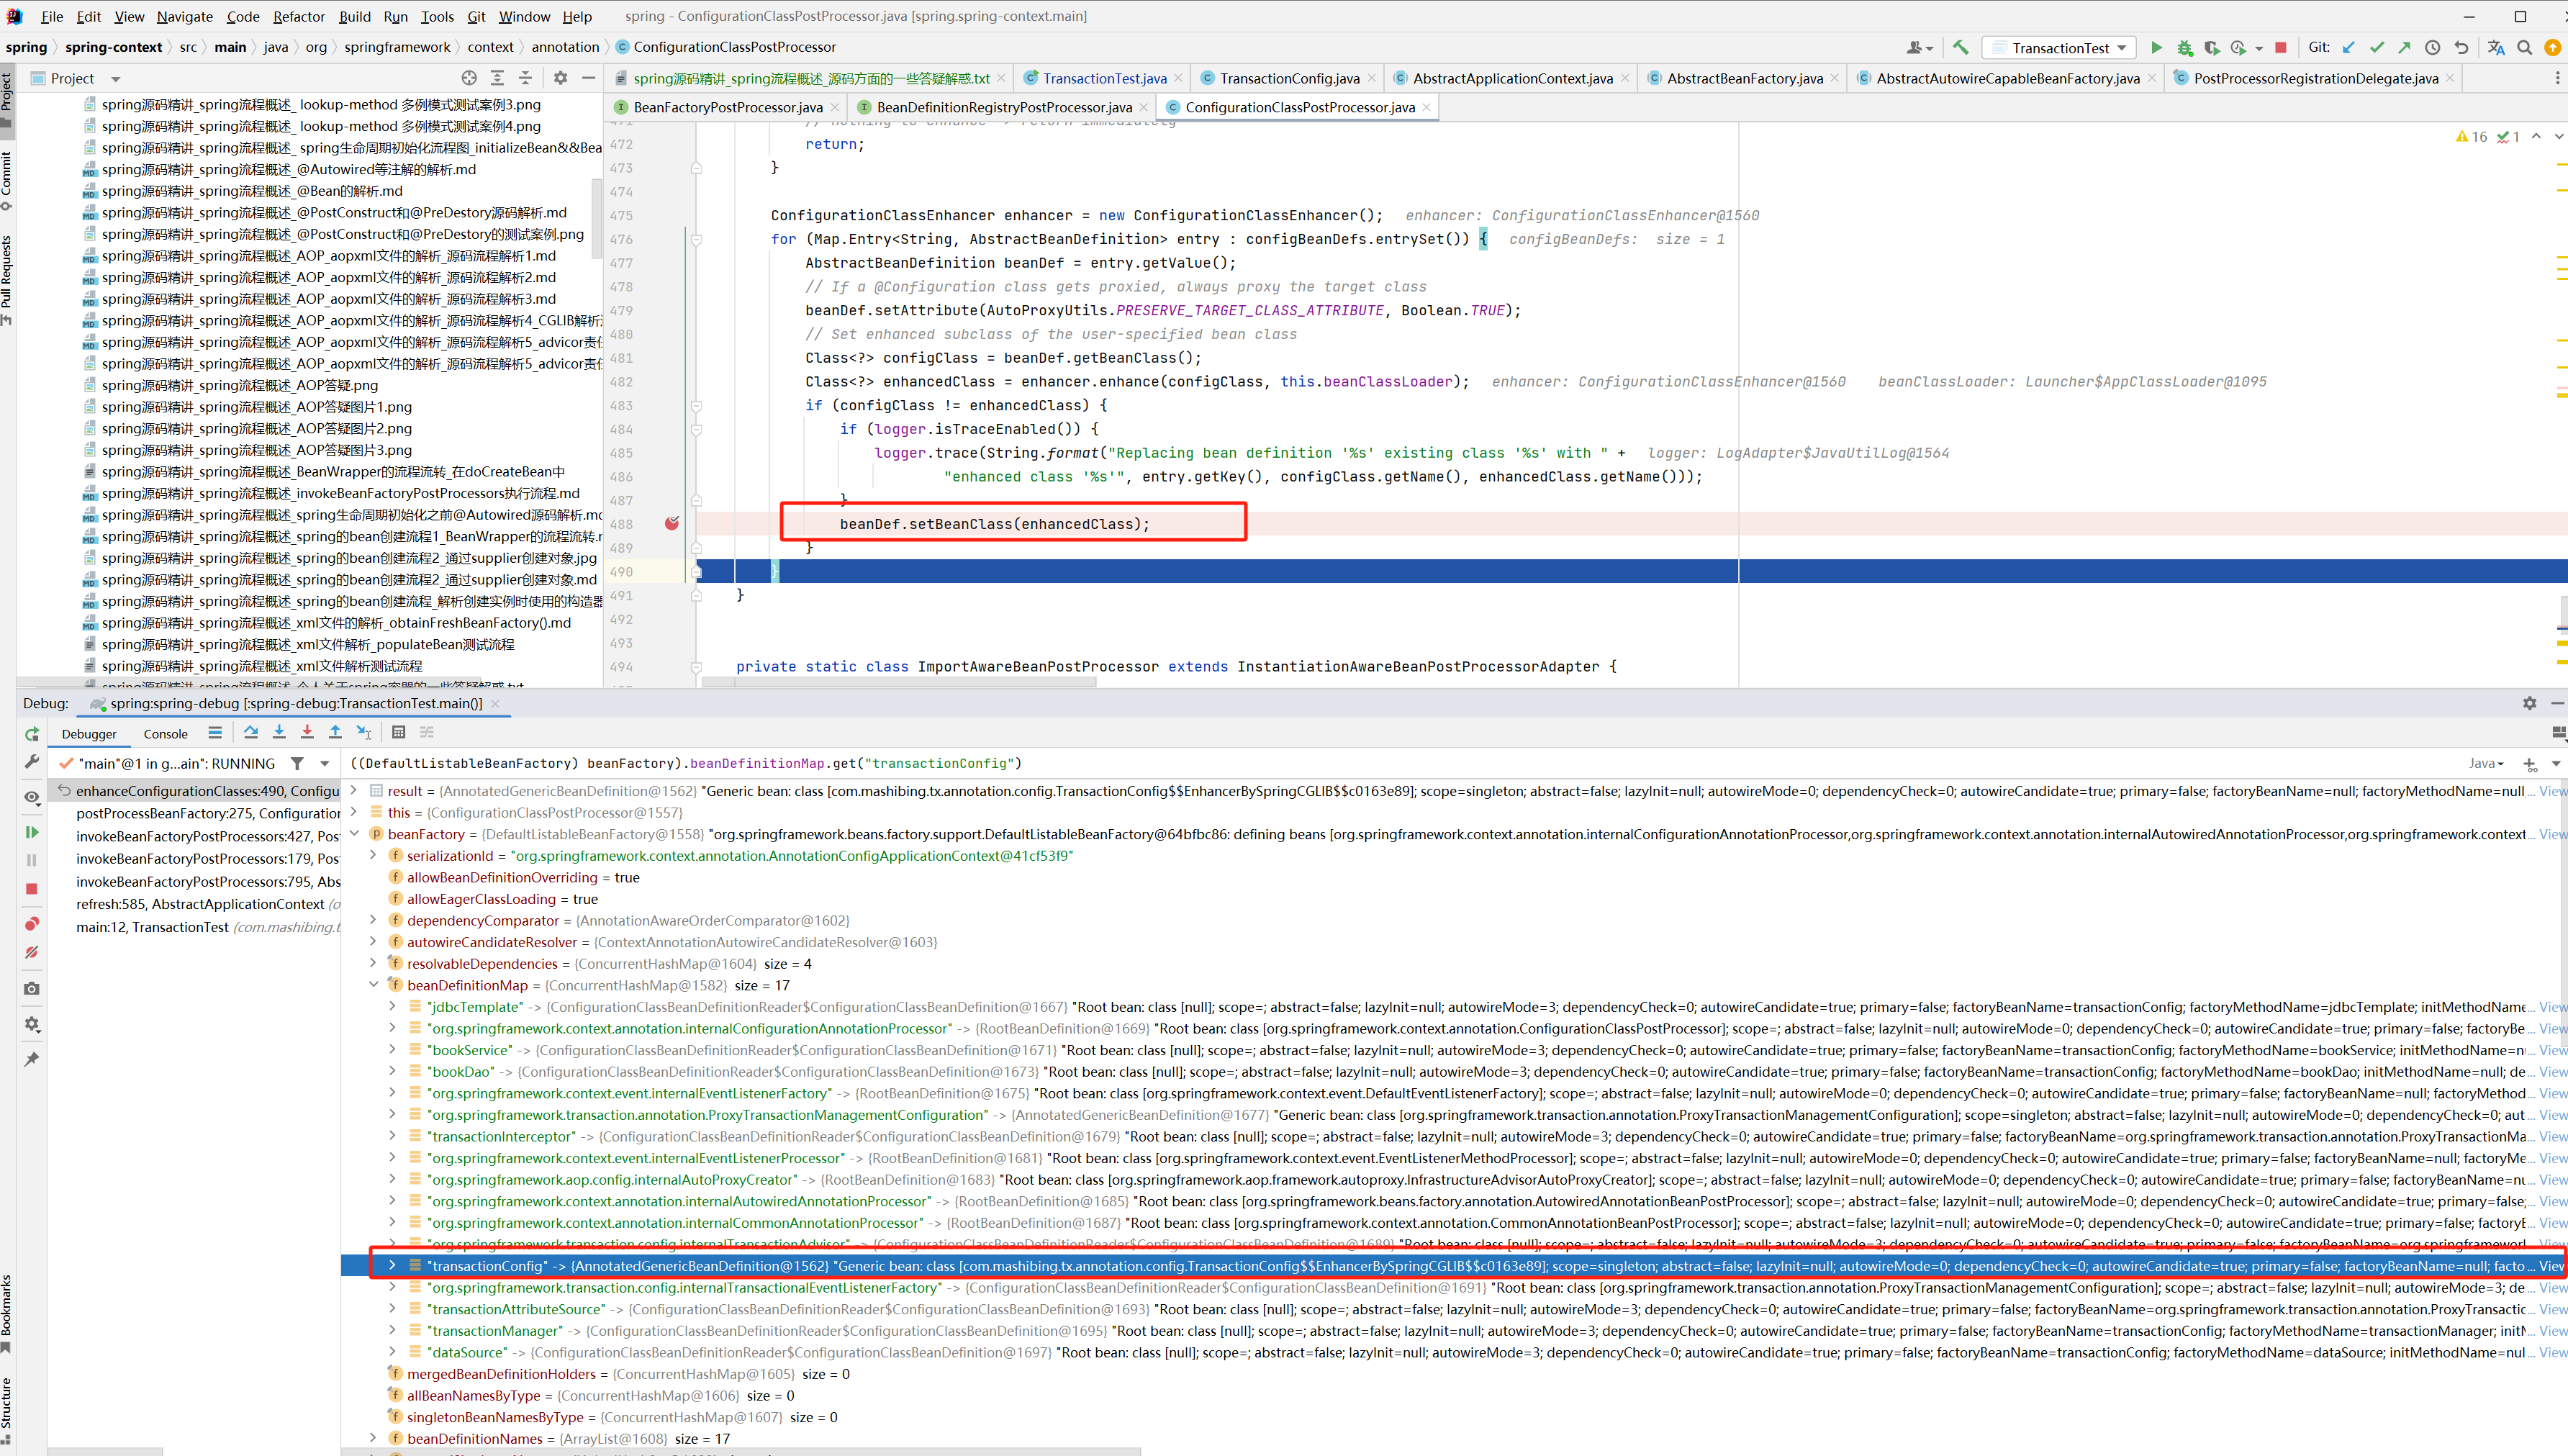 File Edit View Navigate Code Refactor Build Run Tools Git Window Help spring - ConfigurationClassPostProcessor.java [spring.spring-context.main]
spring spring-context src main java org springframework context annotation ConfigurationClassPostProcessor TransactionTest Git:
Project
spring源码精讲_spring流程概述_源码方面的一些答疑解惑.txt TransactionTest.java TransactionConfig.java AbstractApplicationContext.java AbstractBeanFactory.java AbstractAutowireCapableBeanFactory.java PostProcessorRegistrationDelegate.java
BeanFactoryPostProcessor.java BeanDefinitionRegistryPostProcessor.java ConfigurationClassPostProcessor.java
Project
Commit
Pull Requests
Bookmarks
Structure
spring源码精讲_spring流程概述_ lookup-method 多例模式测试案例3.png
spring源码精讲_spring流程概述_ lookup-method 多例模式测试案例4.png
spring源码精讲_spring流程概述_ spring生命周期初始化流程图_initializeBean&&Bea
spring源码精讲_spring流程概述_@Autowired等注解的解析.md
spring源码精讲_spring流程概述_@Bean的解析.md
spring源码精讲_spring流程概述_@PostConstruct和@PreDestory源码解析.md
spring源码精讲_spring流程概述_@PostConstruct和@PreDestory的测试案例.png
spring源码精讲_spring流程概述_AOP_aopxml文件的解析_源码流程解析1.md
spring源码精讲_spring流程概述_AOP_aopxml文件的解析_源码流程解析2.md
spring源码精讲_spring流程概述_AOP_aopxml文件的解析_源码流程解析3.md
spring源码精讲_spring流程概述_AOP_aopxml文件的解析_源码流程解析4_CGLIB解析
spring源码精讲_spring流程概述_AOP_aopxml文件的解析_源码流程解析5_advicor责任
spring源码精讲_spring流程概述_AOP_aopxml文件的解析_源码流程解析5_advicor责任
spring源码精讲_spring流程概述_AOP答疑.png
spring源码精讲_spring流程概述_AOP答疑图片1.png
spring源码精讲_spring流程概述_AOP答疑图片2.png
spring源码精讲_spring流程概述_AOP答疑图片3.png
spring源码精讲_spring流程概述_BeanWrapper的流程流转_在doCreateBean中
spring源码精讲_spring流程概述_invokeBeanFactoryPostProcessors执行流程.md
spring源码精讲_spring流程概述_spring生命周期初始化之前@Autowired源码解析.md
spring源码精讲_spring流程概述_spring的bean创建流程1_BeanWrapper的流程流转.r
spring源码精讲_spring流程概述_spring的bean创建流程2_通过supplier创建对象.jpg
spring源码精讲_spring流程概述_spring的bean创建流程2_通过supplier创建对象.md
spring源码精讲_spring流程概述_spring的bean创建流程_解析创建实例时使用的构造器
spring源码精讲_spring流程概述_xml文件的解析_obtainFreshBeanFactory().md
spring源码精讲_spring流程概述_xml文件解析_populateBean测试流程
spring源码精讲_spring流程概述_xml文件解析测试流程
spring源码精讲_spring流程概述_个人关于spring容器的一些答疑解惑.txt
16 1
471 // nothing to enhance -> return immediately
472 return;
473 }
474
475 ConfigurationClassEnhancer enhancer = new ConfigurationClassEnhancer(); enhancer: ConfigurationClassEnhancer@1560
476 for (Map.Entry<String, AbstractBeanDefinition> entry : configBeanDefs.entrySet()) { configBeanDefs: size = 1
477 AbstractBeanDefinition beanDef = entry.getValue();
478 // If a @Configuration class gets proxied, always proxy the target class
479 beanDef.setAttribute(AutoProxyUtils.PRESERVE_TARGET_CLASS_ATTRIBUTE, Boolean.TRUE);
480 // Set enhanced subclass of the user-specified bean class
481 Class<?> configClass = beanDef.getBeanClass();
482 Class<?> enhancedClass = enhancer.enhance(configClass, this.beanClassLoader); enhancer: ConfigurationClassEnhancer@1560 beanClassLoader: Launcher$AppClassLoader@1095
483 if (configClass != enhancedClass) {
484 if (logger.isTraceEnabled()) {
485 logger.trace(String.format("Replacing bean definition '%s' existing class '%s' with " + logger: LogAdapter$JavaUtilLog@1564
486 "enhanced class '%s'", entry.getKey(), configClass.getName(), enhancedClass.getName()));
487 }
488 beanDef.setBeanClass(enhancedClass);
489 }
490 }
491 }
492
493
494 private static class ImportAwareBeanPostProcessor extends InstantiationAwareBeanPostProcessorAdapter {
Debug: spring:spring-debug [:spring-debug:TransactionTest.main()]
Debugger Console
"main"@1 in g...ain": RUNNING
enhanceConfigurationClasses:490, Configu
postProcessBeanFactory:275, Configuration
invokeBeanFactoryPostProcessors:427, Pos
invokeBeanFactoryPostProcessors:179, Pos
invokeBeanFactoryPostProcessors:795, Abs
refresh:585, AbstractApplicationContext (o
main:12, TransactionTest (com.mashibing.t
((DefaultListableBeanFactory) beanFactory).beanDefinitionMap.get("transactionConfig") Java
result = {AnnotatedGenericBeanDefinition@1562} "Generic bean: class [com.mashibing.tx.annotation.config.TransactionConfig$$EnhancerBySpringCGLIB$$c0163e89]; scope=singleton; abstract=false; lazyInit=null; autowireMode=0; dependencyCheck=0; autowireCandidate=true; primary=false; factoryBeanName=null; factoryMethodName=null ... View
this = {ConfigurationClassPostProcessor@1557}
beanFactory = {DefaultListableBeanFactory@1558} "org.springframework.beans.factory.support.DefaultListableBeanFactory@64bfbc86: defining beans [org.springframework.context.annotation.internalConfigurationAnnotationProcessor,org.springframework.context.annotation.internalAutowiredAnnotationProcessor,org.springframework.context ... View
serializationId = "org.springframework.context.annotation.AnnotationConfigApplicationContext@41cf53f9"
allowBeanDefinitionOverriding = true
allowEagerClassLoading = true
dependencyComparator = {AnnotationAwareOrderComparator@1602}
autowireCandidateResolver = {ContextAnnotationAutowireCandidateResolver@1603}
resolvableDependencies = {ConcurrentHashMap@1604} size = 4
beanDefinitionMap = {ConcurrentHashMap@1582} size = 17
"jdbcTemplate" -> {ConfigurationClassBeanDefinitionReader$ConfigurationClassBeanDefinition@1667} "Root bean: class [null]; scope=; abstract=false; lazyInit=null; autowireMode=3; dependencyCheck=0; autowireCandidate=true; primary=false; factoryBeanName=transactionConfig; factoryMethodName=jdbcTemplate; initMethodName ... View
"org.springframework.context.annotation.internalConfigurationAnnotationProcessor" -> {RootBeanDefinition@1669} "Root bean: class [org.springframework.context.annotation.ConfigurationClassPostProcessor]; scope=; abstract=false; lazyInit=null; autowireMode=0; dependencyCheck=0; autowireCandidate=true; primary=false; factoryBe ... View
"bookService" -> {ConfigurationClassBeanDefinitionReader$ConfigurationClassBeanDefinition@1671} "Root bean: class [null]; scope=; abstract=false; lazyInit=null; autowireMode=3; dependencyCheck=0; autowireCandidate=true; primary=false; factoryBeanName=transactionConfig; factoryMethodName=bookService; initMethodName=n ... View
"bookDao" -> {ConfigurationClassBeanDefinitionReader$ConfigurationClassBeanDefinition@1673} "Root bean: class [null]; scope=; abstract=false; lazyInit=null; autowireMode=3; dependencyCheck=0; autowireCandidate=true; primary=false; factoryBeanName=transactionConfig; factoryMethodName=bookDao; initMethodName=null; de ... View
"org.springframework.context.event.internalEventListenerFactory" -> {RootBeanDefinition@1675} "Root bean: class [org.springframework.context.event.DefaultEventListenerFactory]; scope=; abstract=false; lazyInit=null; autowireMode=0; dependencyCheck=0; autowireCandidate=true; primary=false; factoryBeanName=null; factoryMethod ... View
"org.springframework.transaction.annotation.ProxyTransactionManagementConfiguration" -> {AnnotatedGenericBeanDefinition@1677} "Generic bean: class [org.springframework.transaction.annotation.ProxyTransactionManagementConfiguration]; scope=singleton; abstract=false; lazyInit=null; autowireMode=0; dependencyCheck=0; aut ... View
"transactionInterceptor" -> {ConfigurationClassBeanDefinitionReader$ConfigurationClassBeanDefinition@1679} "Root bean: class [null]; scope=; abstract=false; lazyInit=null; autowireMode=3; dependencyCheck=0; autowireCandidate=true; primary=false; factoryBeanName=org.springframework.transaction.annotation.ProxyTransactionMa ... View
"org.springframework.context.event.internalEventListenerProcessor" -> {RootBeanDefinition@1681} "Root bean: class [org.springframework.context.event.EventListenerMethodProcessor]; scope=; abstract=false; lazyInit=null; autowireMode=0; dependencyCheck=0; autowireCandidate=true; primary=false; factoryBeanName=null; factoryMe ... View
"org.springframework.aop.config.internalAutoProxyCreator" -> {RootBeanDefinition@1683} "Root bean: class [org.springframework.aop.framework.autoproxy.InfrastructureAdvisorAutoProxyCreator]; scope=; abstract=false; lazyInit=null; autowireMode=0; dependencyCheck=0; autowireCandidate=true; primary=false; factoryBeanName=nu ... View
"org.springframework.context.annotation.internalAutowiredAnnotationProcessor" -> {RootBeanDefinition@1685} "Root bean: class [org.springframework.beans.factory.annotation.AutowiredAnnotationBeanPostProcessor]; scope=; abstract=false; lazyInit=null; autowireMode=0; dependencyCheck=0; autowireCandidate=true; primary=false; ... View
"org.springframework.context.annotation.internalCommonAnnotationProcessor" -> {RootBeanDefinition@1687} "Root bean: class [org.springframework.context.annotation.CommonAnnotationBeanPostProcessor]; scope=; abstract=false; lazyInit=null; autowireMode=0; dependencyCheck=0; autowireCandidate=true; primary=false; factoryE ... View
"org.springframework.transaction.config.internalTransactionAdvisor" -> {ConfigurationClassBeanDefinitionReader$ConfigurationClassBeanDefinition@1689} "Root bean: class [null]; scope=; abstract=false; lazyInit=null; autowireMode=3; dependencyCheck=0; autowireCandidate=true; primary=false; factoryBeanName=org.springframework ... View
"transactionConfig" -> {AnnotatedGenericBeanDefinition@1562} "Generic bean: class [com.mashibing.tx.annotation.config.TransactionConfig$$EnhancerBySpringCGLIB$$c0163e89]; scope=singleton; abstract=false; lazyInit=null; autowireMode=0; dependencyCheck=0; autowireCandidate=true; primary=false; factoryBeanName=null; facto ... View
"org.springframework.transaction.config.internalTransactionalEventListenerFactory" -> {ConfigurationClassBeanDefinitionReader$ConfigurationClassBeanDefinition@1691} "Root bean: class [org.springframework.transaction.annotation.ProxyTransactionManagementConfiguration]; scope=; abstract=false; lazyInit=null; autowireMode=3; de ... View
"transactionAttributeSource" -> {ConfigurationClassBeanDefinitionReader$ConfigurationClassBeanDefinition@1693} "Root bean: class [null]; scope=; abstract=false; lazyInit=null; autowireMode=3; dependencyCheck=0; autowireCandidate=true; primary=false; factoryBeanName=org.springframework.transaction.annotation.ProxyTransactic ... View
"transactionManager" -> {ConfigurationClassBeanDefinitionReader$ConfigurationClassBeanDefinition@1695} "Root bean: class [null]; scope=; abstract=false; lazyInit=null; autowireMode=3; dependencyCheck=0; autowireCandidate=true; primary=false; factoryBeanName=transactionConfig; factoryMethodName=transactionManager; init ... View
"dataSource" -> {ConfigurationClassBeanDefinitionReader$ConfigurationClassBeanDefinition@1697} "Root bean: class [null]; scope=; abstract=false; lazyInit=null; autowireMode=3; dependencyCheck=0; autowireCandidate=true; primary=false; factoryBeanName=transactionConfig; factoryMethodName=dataSource; initMethodName=nul ... View
mergedBeanDefinitionHolders = {ConcurrentHashMap@1605} size = 0
allBeanNamesByType = {ConcurrentHashMap@1606} size = 0
singletonBeanNamesByType = {ConcurrentHashMap@1607} size = 0
beanDefinitionNames = {ArrayList@1608} size = 17